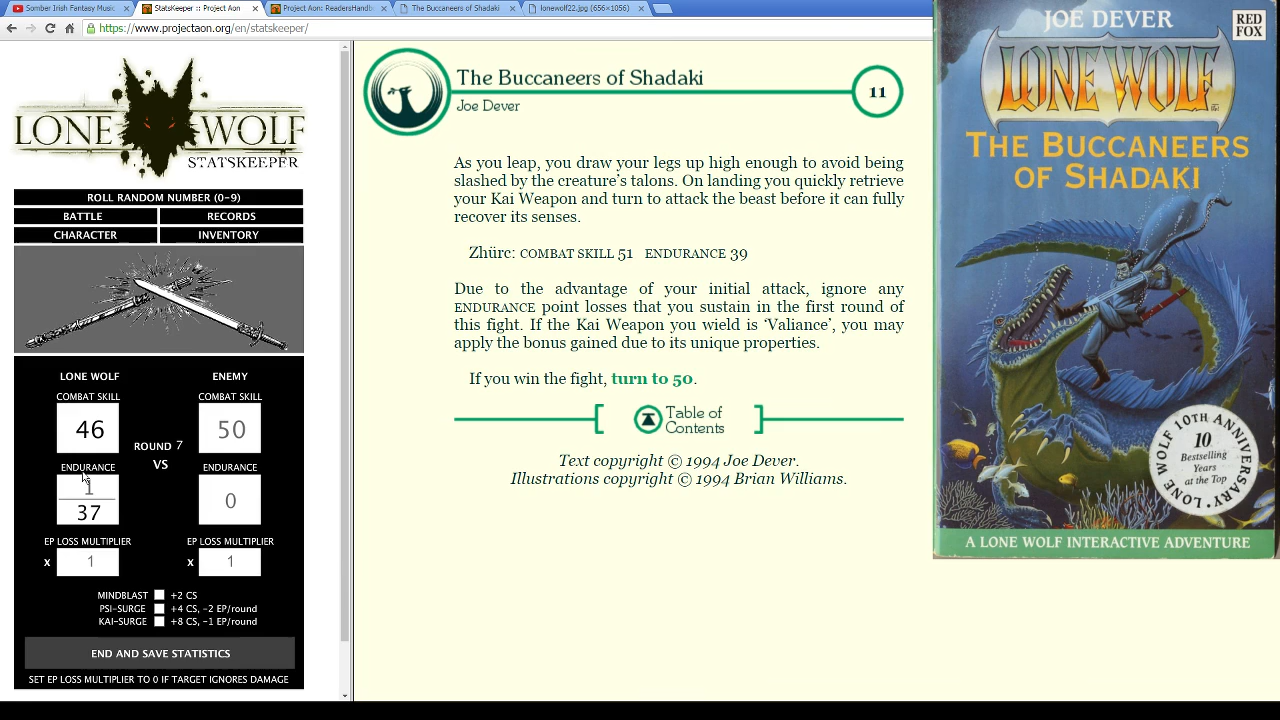 Somber Irish Fantasy Music
StatsKeeper :: Project Aon
Project Aon: ReadersHandb
The Buccaneers of Shadaki
lonewolf22.jpg (656×1056)
https://www.projectaon.org/en/statskeeper/
LONE WOLF
STATSKEEPER
ROLL RANDOM NUMBER (0-9)
BATTLE RECORDS
CHARACTER INVENTORY
LONE WOLF ENEMY
COMBAT SKILL COMBAT SKILL
46 50
ROUND 7
VS
ENDURANCE ENDURANCE
1
37 0
EP LOSS MULTIPLIER EP LOSS MULTIPLIER
x 1 x 1
MINDBLAST +2 CS
PSI-SURGE +4 CS, -2 EP/round
KAI-SURGE +8 CS, -1 EP/round
END AND SAVE STATISTICS
SET EP LOSS MULTIPLIER TO 0 IF TARGET IGNORES DAMAGE
The Buccaneers of Shadaki
Joe Dever
11
As you leap, you draw your legs up high enough to avoid being
slashed by the creature’s talons. On landing you quickly retrieve
your Kai Weapon and turn to attack the beast before it can fully
recover its senses.
Zhürc: COMBAT SKILL 51 ENDURANCE 39
Due to the advantage of your initial attack, ignore any
ENDURANCE point losses that you sustain in the first round of
this fight. If the Kai Weapon you wield is ‘Valiance’, you may
apply the bonus gained due to its unique properties.
If you win the fight, turn to 50.
Table of
Contents
Text copyright © 1994 Joe Dever.
Illustrations copyright © 1994 Brian Williams.
JOE DEVER
RED
FOX
LONE WOLF
THE BUCCANEERS
OF SHADAKI
LONE WOLF 10TH ANNIVERSARY
10
Bestselling
Years
at the Top
A LONE WOLF INTERACTIVE ADVENTURE